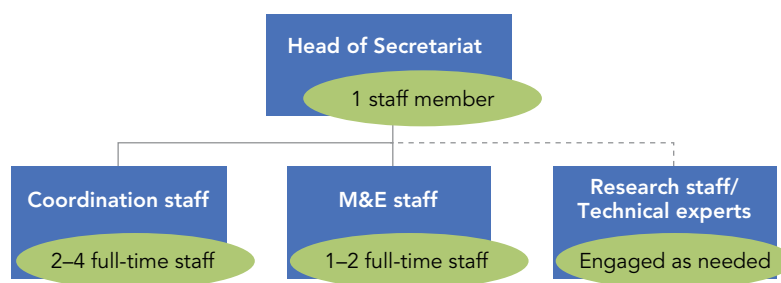 Head of Secretariat
1 staff member
Coordination staff
2–4 full-time staff
M&E staff
1–2 full-time staff
Research staff/
Technical experts
Engaged as needed